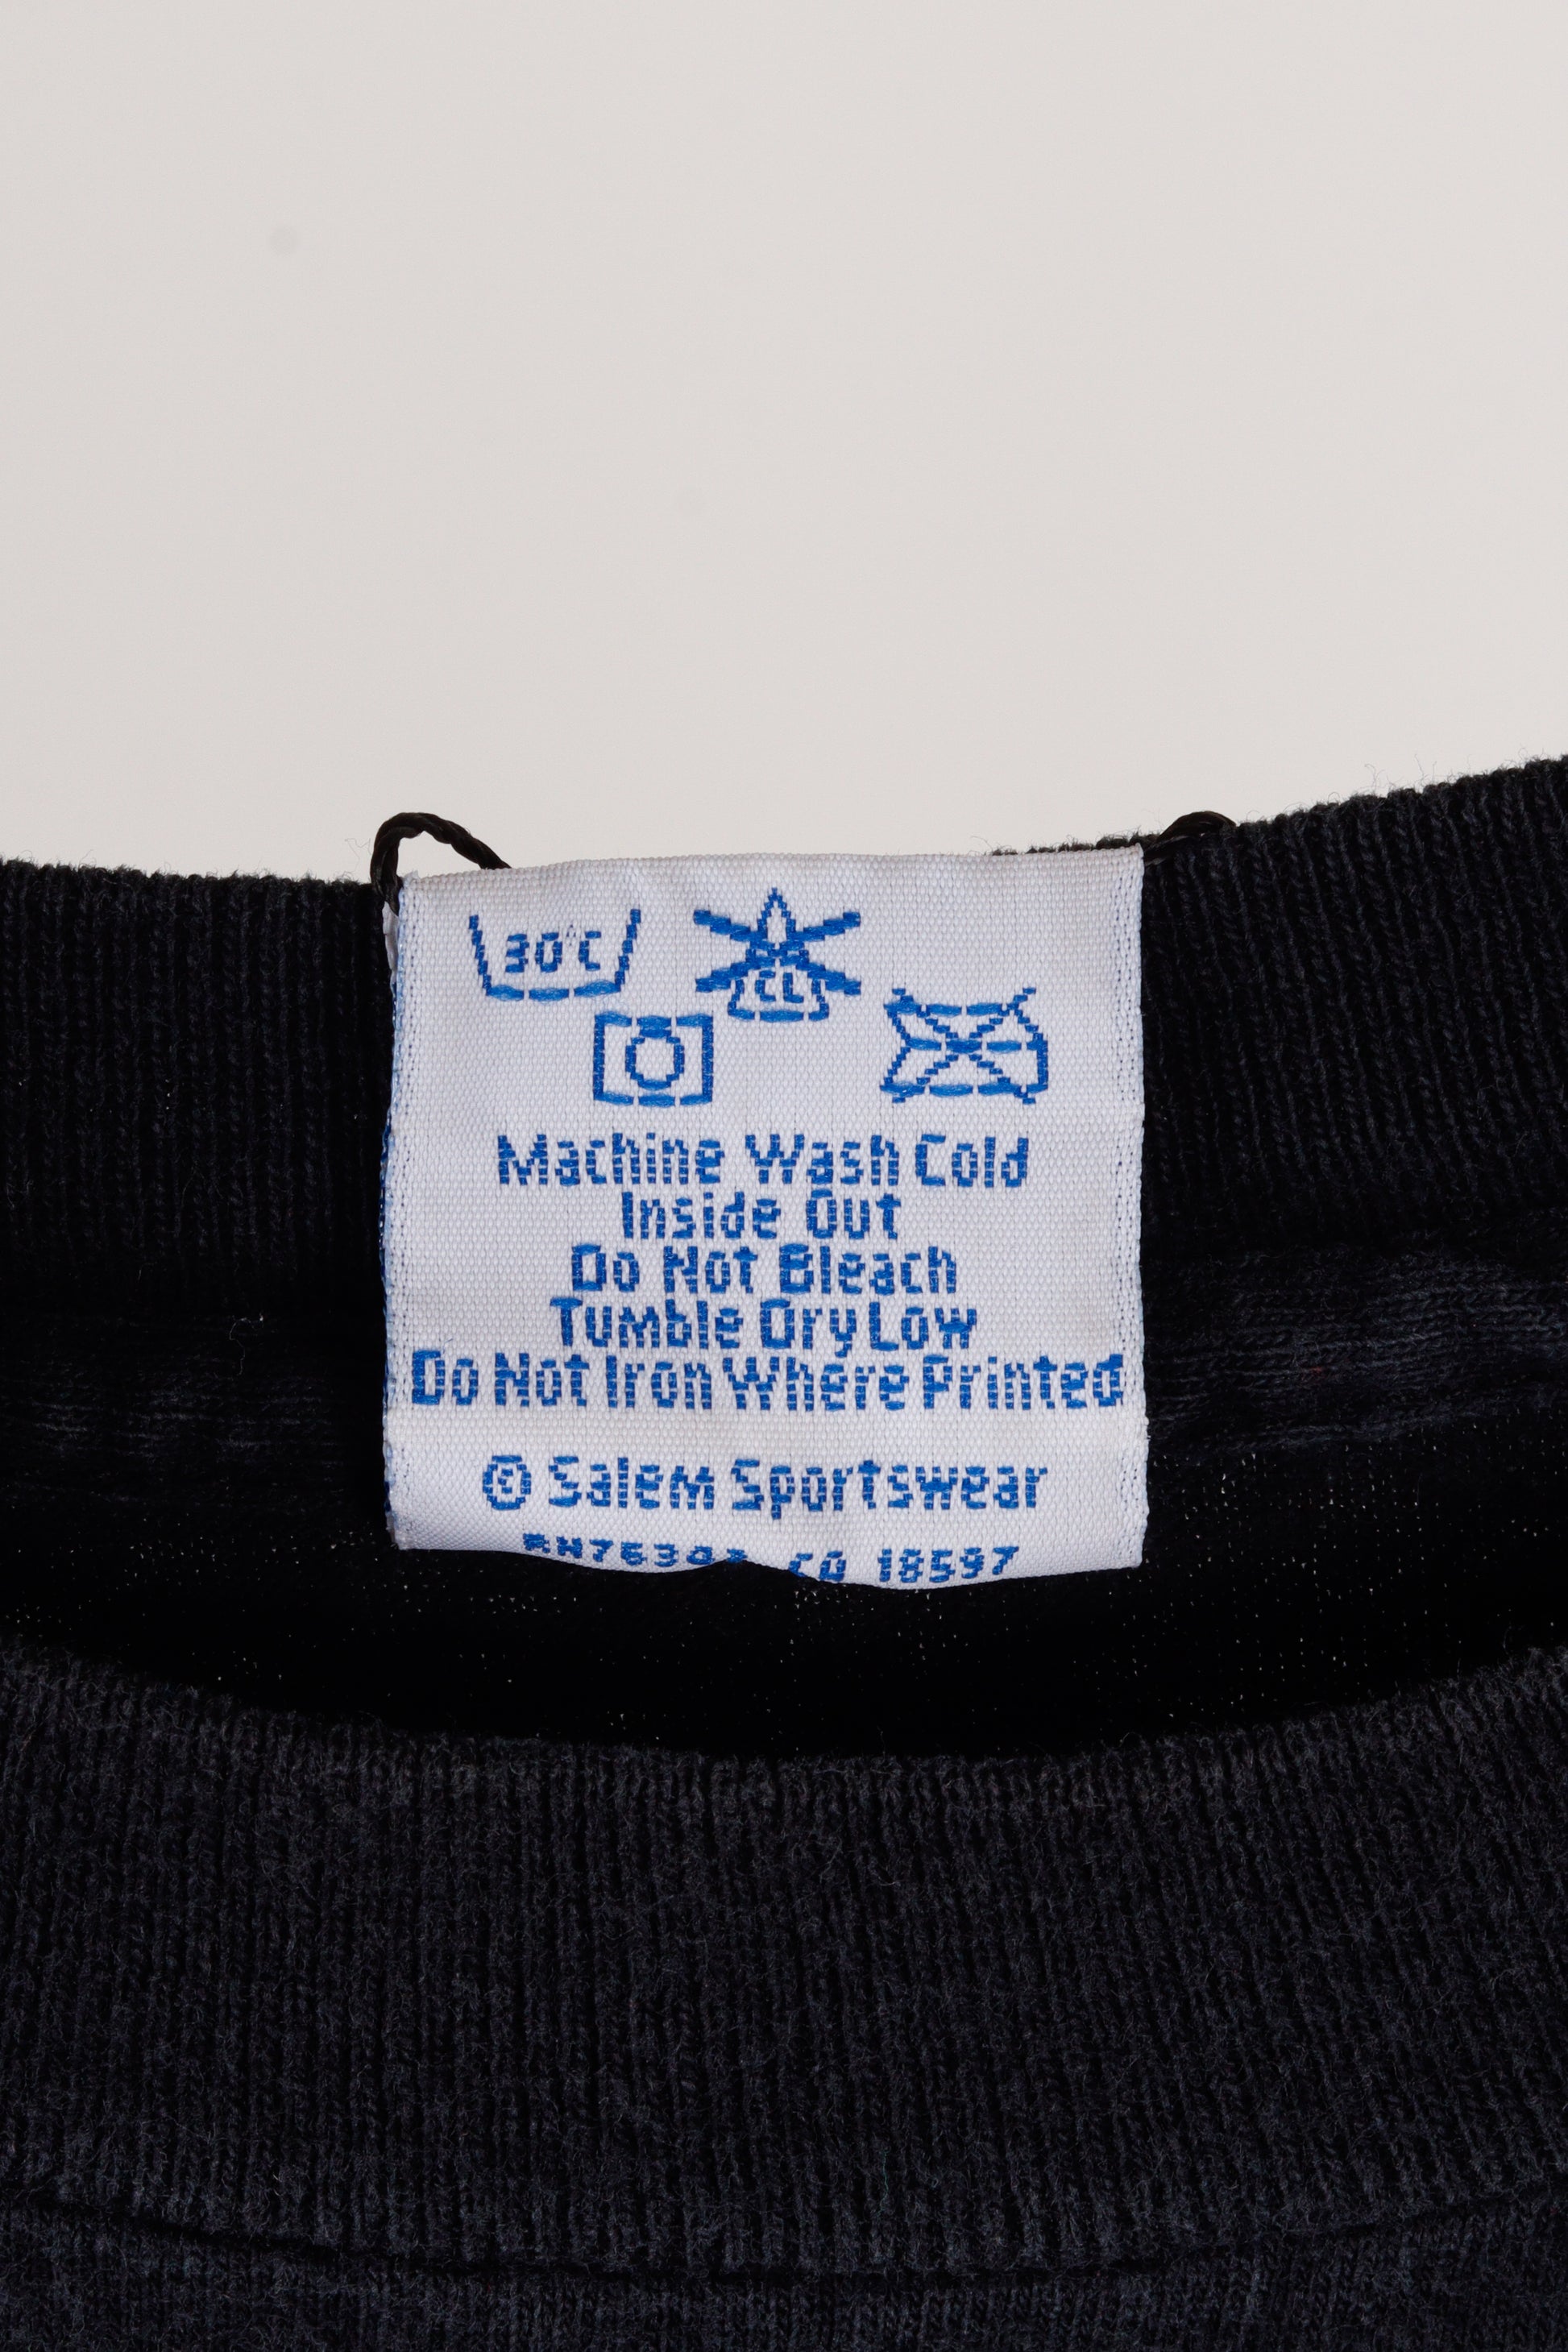 30°C
CL
Machine Wash Cold
Inside Out
Do Not Bleach
Tumble Dry Low
Do Not Iron Where Printed
© Salem Sportswear
CA 18597